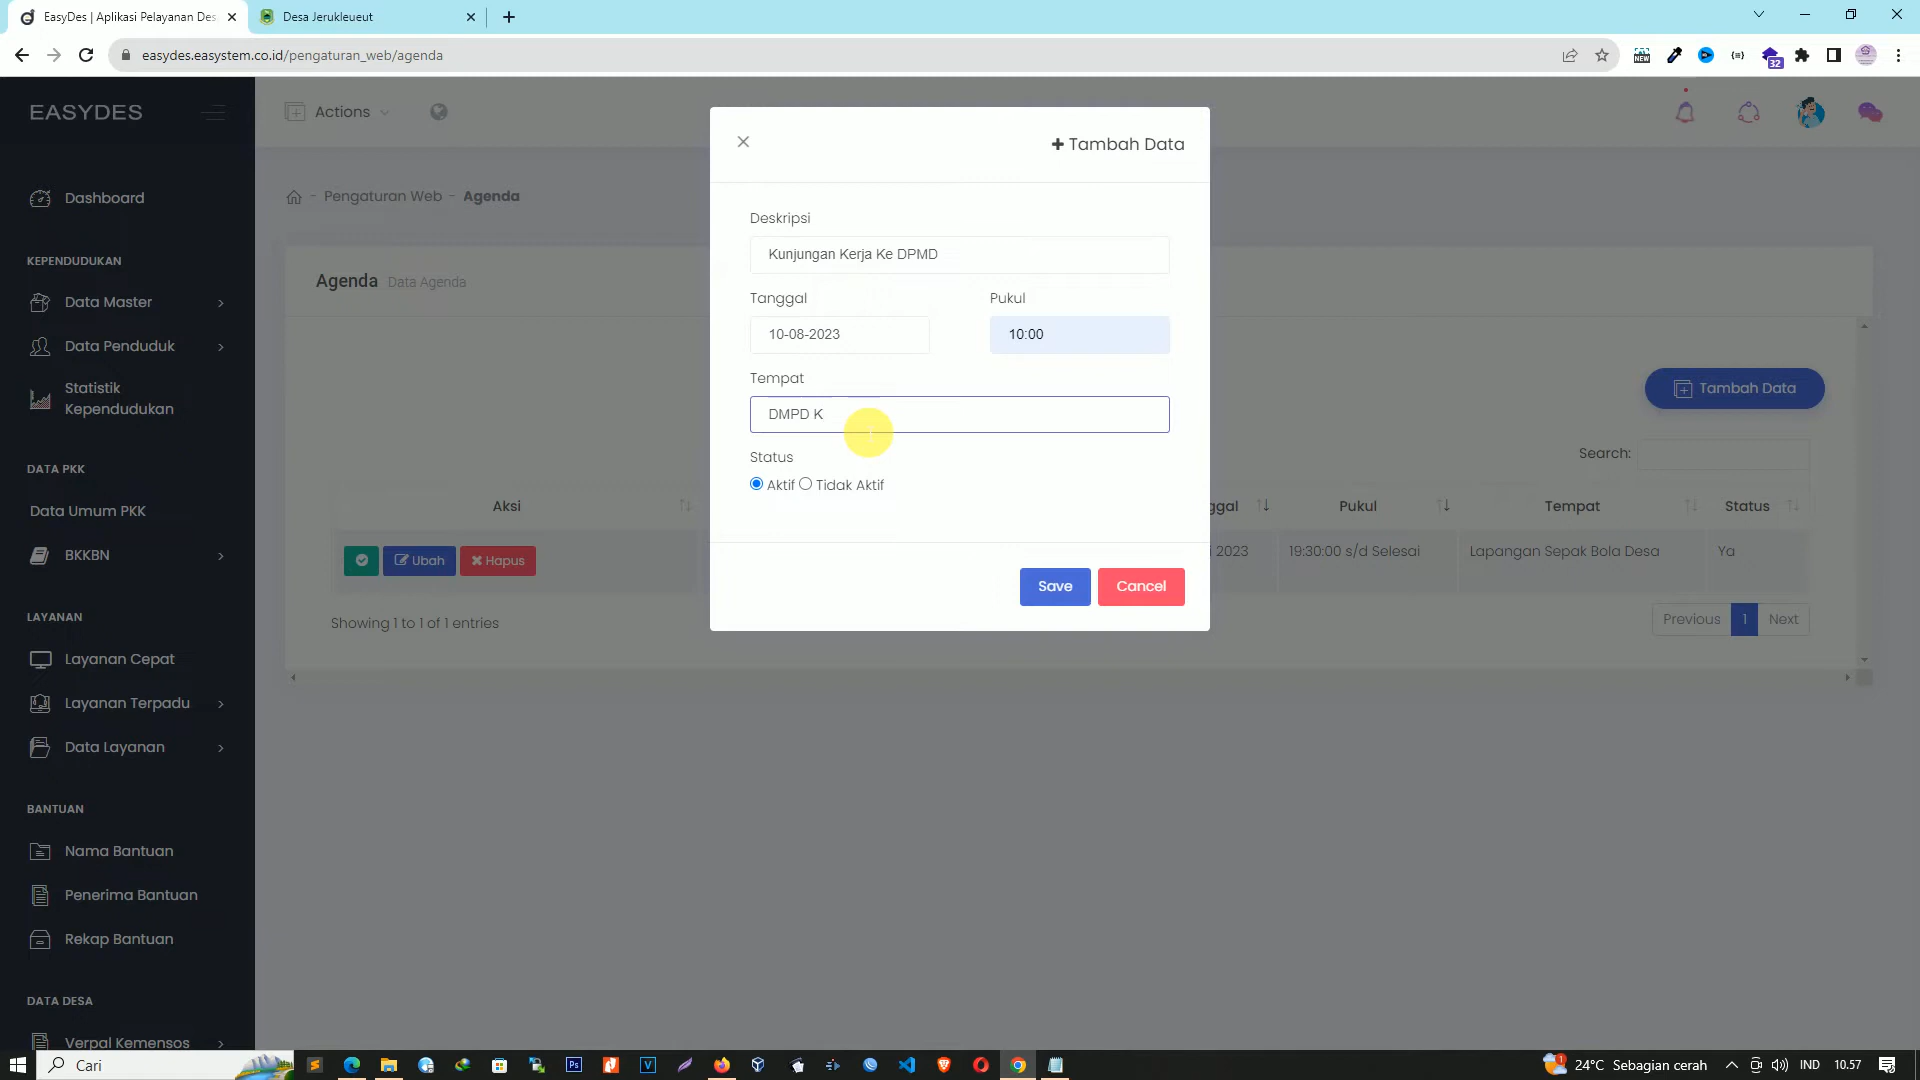 EasyDes | Aplikasi Pelayanan Des
Desa Jerukleueut
easydes.easystem.co.id/pengaturan_web/agenda
NEW
32
EASYDES
Actions
Tambah Data
Dashboard
Pengaturan Web - Agenda
Deskripsi
Kunjungan Kerja Ke DPMD
KEPENDUDUKAN
Agenda Data Agenda
Data Master
Tanggal
Pukul
10-08-2023
10:00
Data Penduduk
Tempat
Statistik
Kependudukan
Tambah Data
DMPD K
Status
Search:
DATA PKK
Aktif Tidak Aktif
Data Umum PKK
Aksi
ggal
Pukul
Tempat
Status
BKKBN
Ubah
Hapus
i 2023
19:30:00 s/d Selesai
Lapangan Sepak Bola Desa
Ya
Save
Cancel
LAYANAN
Showing 1 to 1 of 1 entries
Previous 1 Next
Layanan Cepat
Layanan Terpadu
Data Layanan
BANTUAN
Nama Bantuan
Penerima Bantuan
Rekap Bantuan
DATA DESA
Verpal Kemensos
Cari
Ps
V
1
24°C Sebagian cerah
IND
10.57